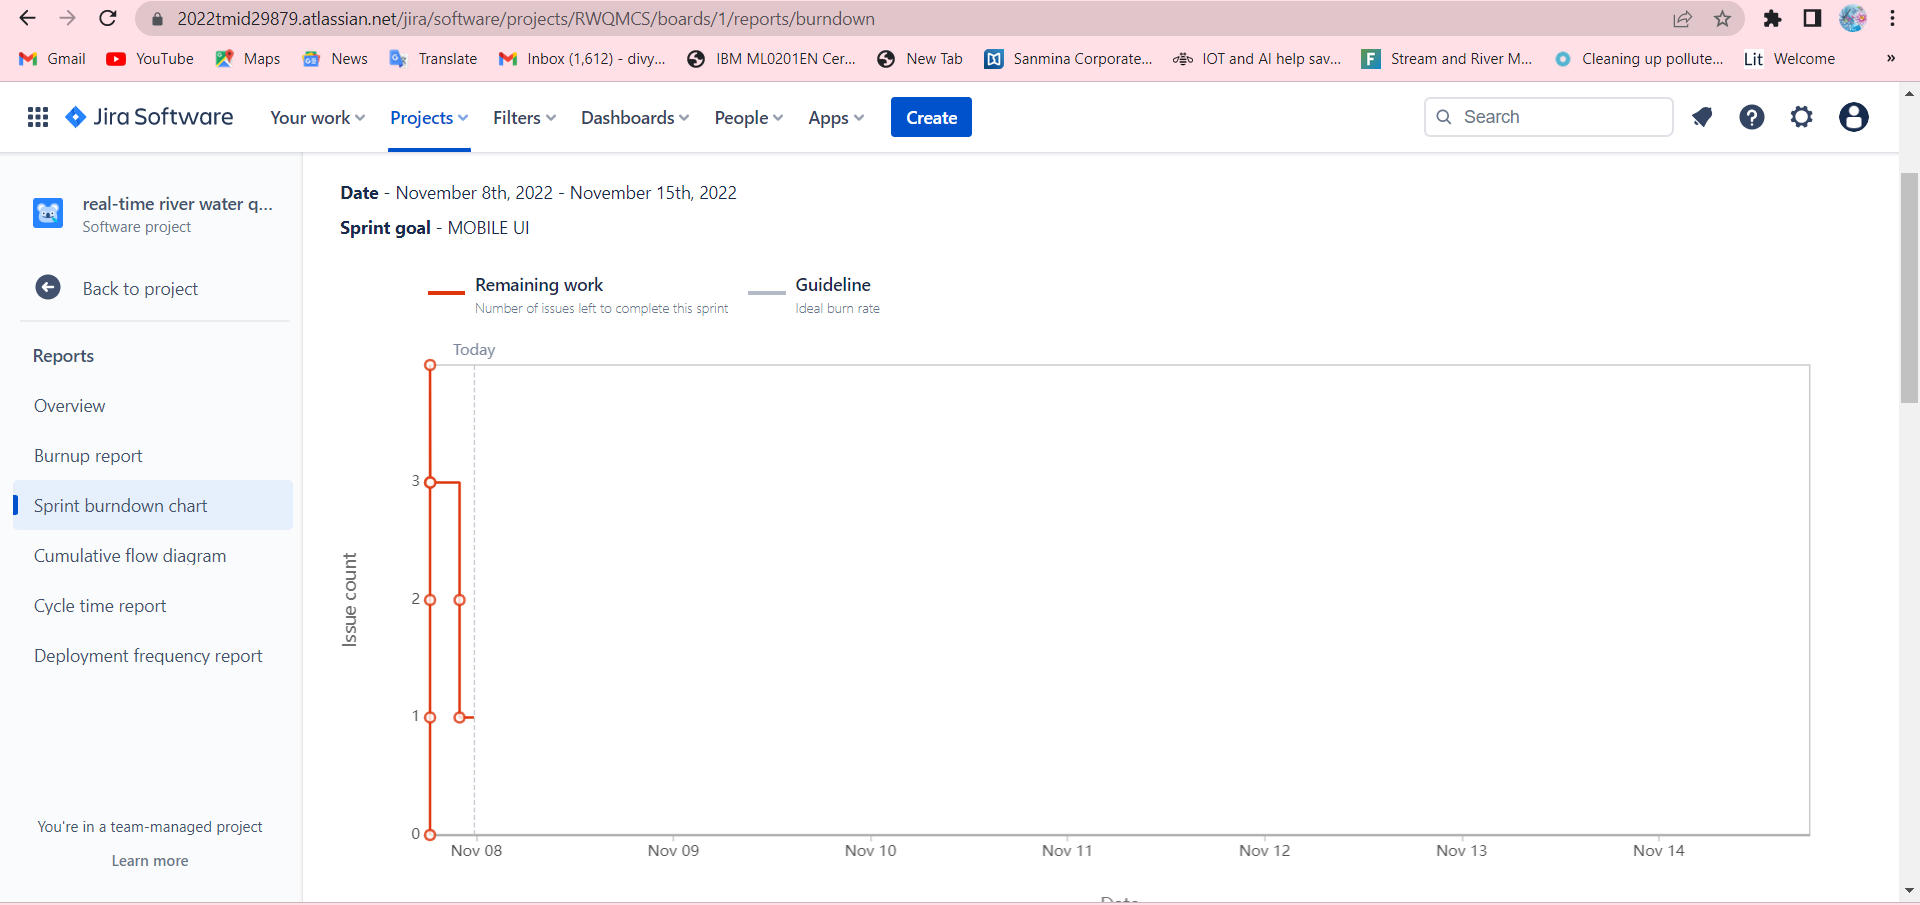 2022tmid29879.atlassian.net/jira/software/projects/RWQMCS/boards/1/reports/burndown
Gmail YouTube Maps News Translate Inbox (1,612) - divy... IBM ML0201EN Cer... New Tab Sanmina Corporate... IOT and AI help sav... F Stream and River M... Cleaning up pollute... Lit Welcome »
Jira Software Your work Projects Filters Dashboards People Apps Create Search
real-time river water q...
Software project
Back to project
Reports
Overview
Burnup report
Sprint burndown chart
Cumulative flow diagram
Cycle time report
Deployment frequency report
You're in a team-managed project
Learn more
Date - November 8th, 2022 - November 15th, 2022
Sprint goal - MOBILE UI
Remaining work
Number of issues left to complete this sprint
Guideline
Ideal burn rate
Today
3
2
1
0
Issue count
Nov 08 Nov 09 Nov 10 Nov 11 Nov 12 Nov 13 Nov 14